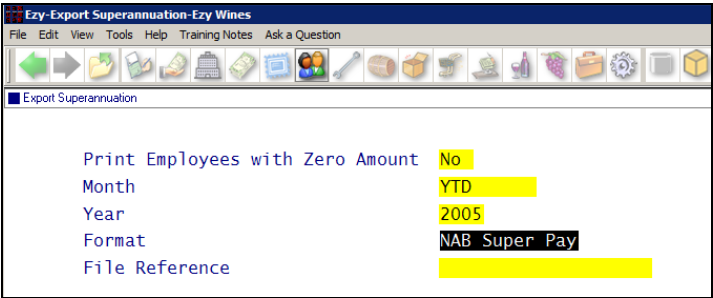 Ezy-Export Superannuation-Ezy Wines
File Edit View Tools Help Training Notes Ask a Question
Export Superannuation
Print Employees with Zero Amount No
Month YTD
Year 2005
Format NAB Super Pay
File Reference